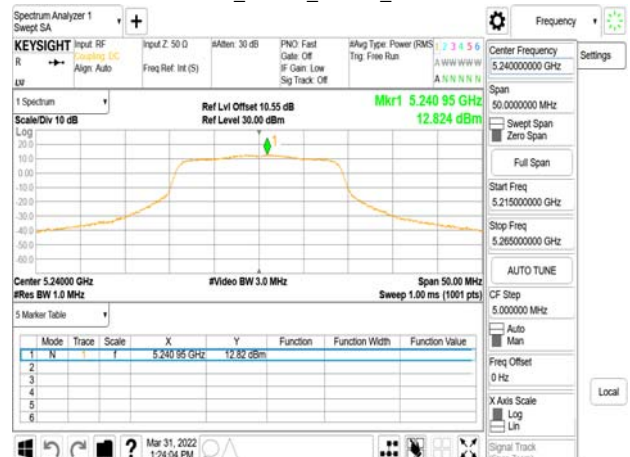 Spectrum Analyzer 1
Swept SA
Frequency
KEYSIGHT Input: RF Input Z: 50 Ω #Atten: 30 dB PNO: Fast #Avg Type: Power (RMS 1 2 3 4 5 6
R Coupling: DC Gate: Off Trig: Free Run A W W W W W
Align: Auto Freq Ref: Int (S) IF Gain: Low
Sig Track: Off A N N N N N
1 Spectrum
Scale/Div 10 dB
Ref Lvl Offset 10.55 dB
Ref Level 30.00 dBm
Mkr1 5.240 95 GHz
12.824 dBm
Log
20.0
10.0
0.00
-10.0
-20.0
-30.0
-40.0
-50.0
-60.0
1
Center 5.24000 GHz #Video BW 3.0 MHz Span 50.00 MHz
#Res BW 1.0 MHz Sweep 1.00 ms (1001 pts)
5 Marker Table
Mode Trace Scale X Y Function Function Width Function Value
1 N 1 f 5.240 95 GHz 12.82 dBm
2
3
4
5
6
Mar 31, 2022
1:24:04 PM
Center Frequency
5.240000000 GHz
Settings
Span
50.0000000 MHz
Swept Span
Zero Span
Full Span
Start Freq
5.215000000 GHz
Stop Freq
5.265000000 GHz
AUTO TUNE
CF Step
5.000000 MHz
Auto
Man
Freq Offset
0 Hz
X Axis Scale
Log
Lin
Local
Signal Track